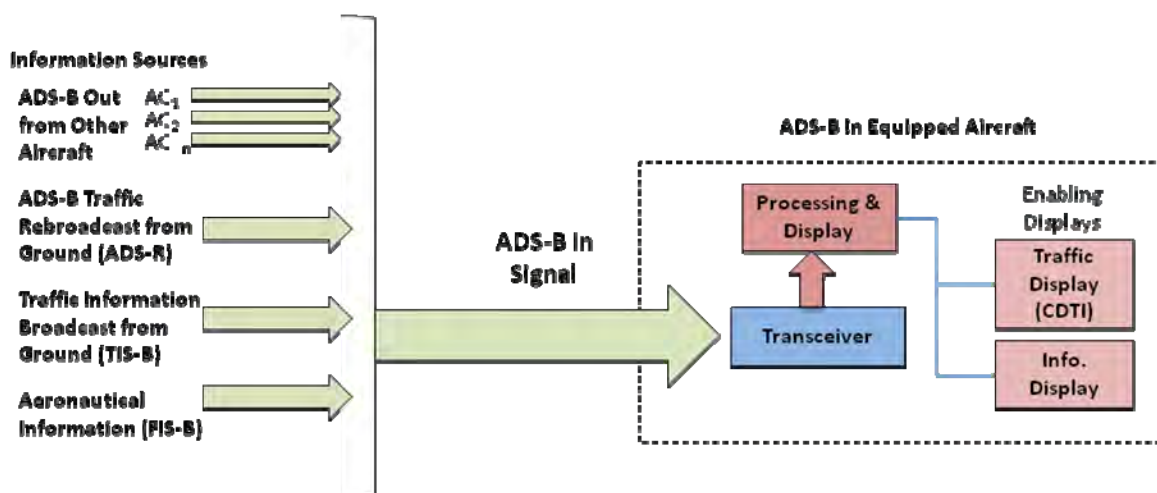 Information Sources
ADS-B Out
from Other
Aircraft
AC1
AC2
AC n
ADS-B Traffic
Rebroadcast from
Ground (ADS-R)
Traffic Information
Broadcast from
Ground (TIS-B)
Aeronautical
Information (FIS-B)
ADS-B In
Signal
ADS-B In Equipped Aircraft
Processing &
Display
Transceiver
Enabling
Displays
Traffic
Display
(CDTI)
Info.
Display